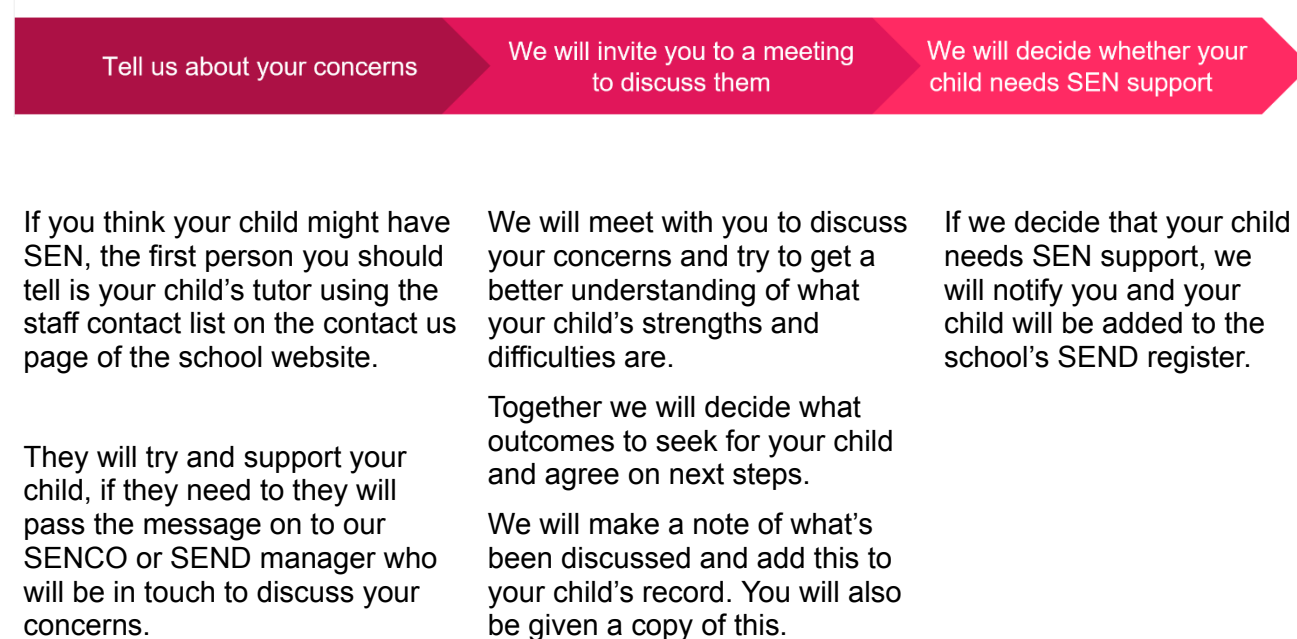 Tell us about your concerns
We will invite you to a meeting
to discuss them
We will decide whether your
child needs SEN support
If you think your child might have
SEN, the first person you should
tell is your child’s tutor using the
staff contact list on the contact us
page of the school website.
They will try and support your
child, if they need to they will
pass the message on to our
SENCO or SEND manager who
will be in touch to discuss your
concerns.
We will meet with you to discuss
your concerns and try to get a
better understanding of what
your child’s strengths and
difficulties are.
Together we will decide what
outcomes to seek for your child
and agree on next steps.
We will make a note of what’s
been discussed and add this to
your child’s record. You will also
be given a copy of this.
If we decide that your child
needs SEN support, we
will notify you and your
child will be added to the
school’s SEND register.